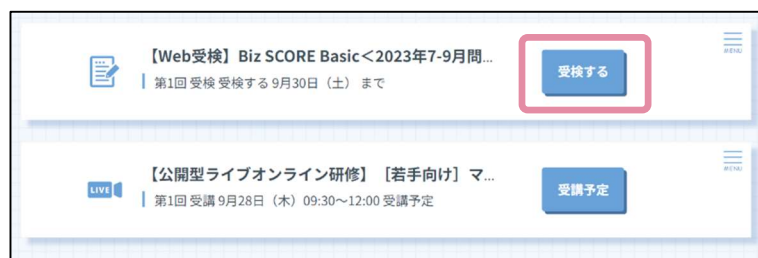 【Web受検】Biz SCORE Basic＜2023年7-9月問...
第1回 受検 受検する 9月30日（土） まで
受検する
MENU
LIVE
【公開型ライブオンライン研修】［若手向け］マ...
第1回 受講 9月28日（木）09:30～12:00 受講予定
受講予定
MENU